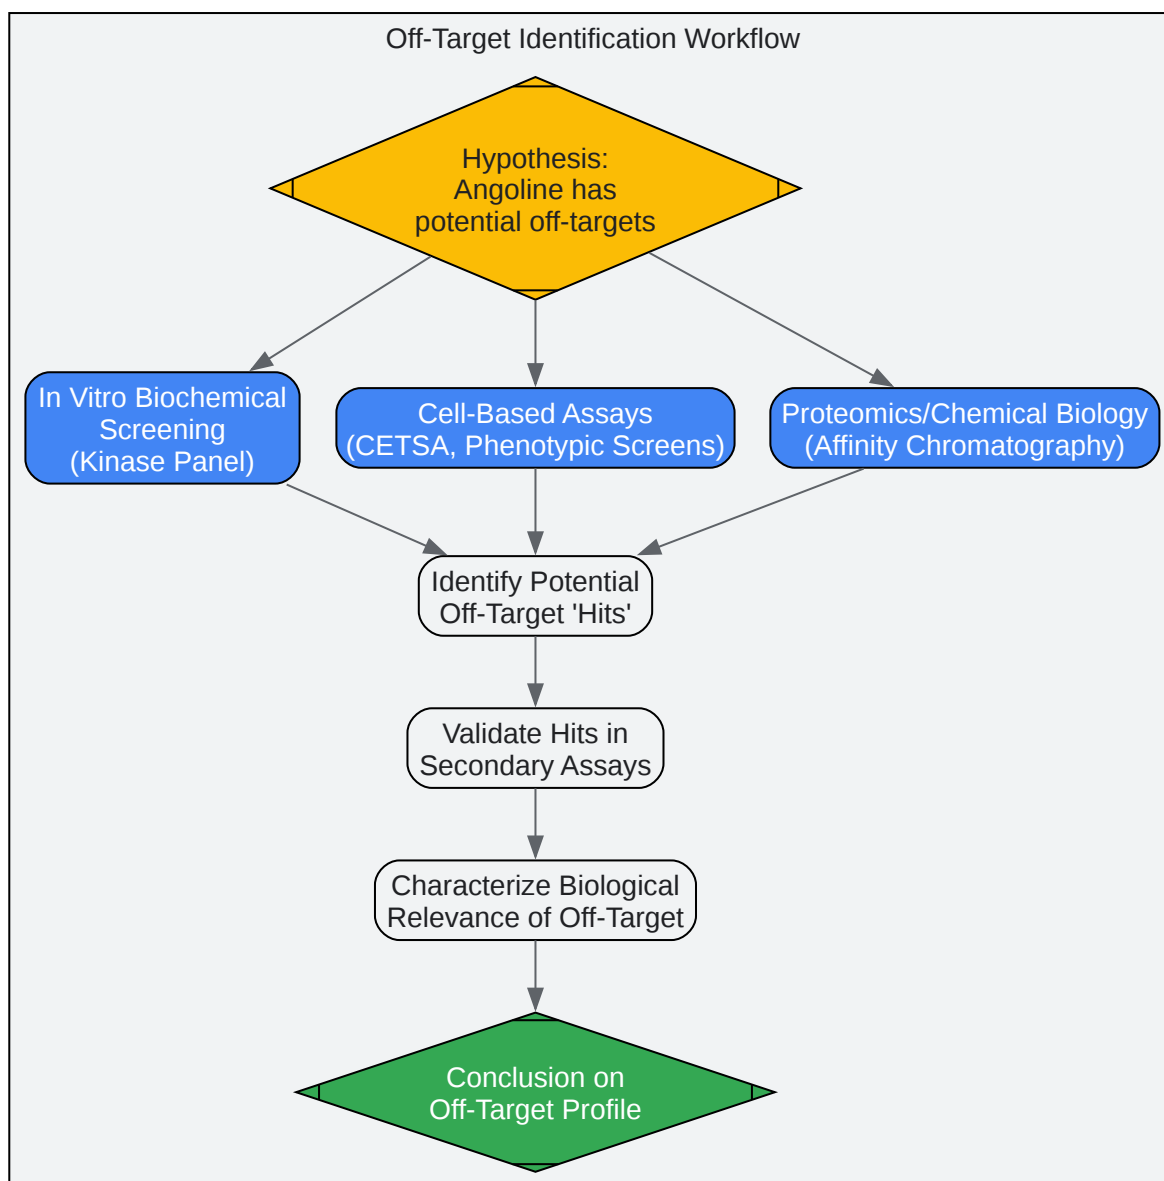 Off-Target Identification Workflow
Hypothesis:
Angoline has
potential off-targets
In Vitro Biochemical
Screening
(Kinase Panel)
Cell-Based Assays
(CETSA, Phenotypic Screens)
Proteomics/Chemical Biology
(Affinity Chromatography)
Identify Potential
Off-Target 'Hits'
Validate Hits in
Secondary Assays
Characterize Biological
Relevance of Off-Target
Conclusion on
Off-Target Profile